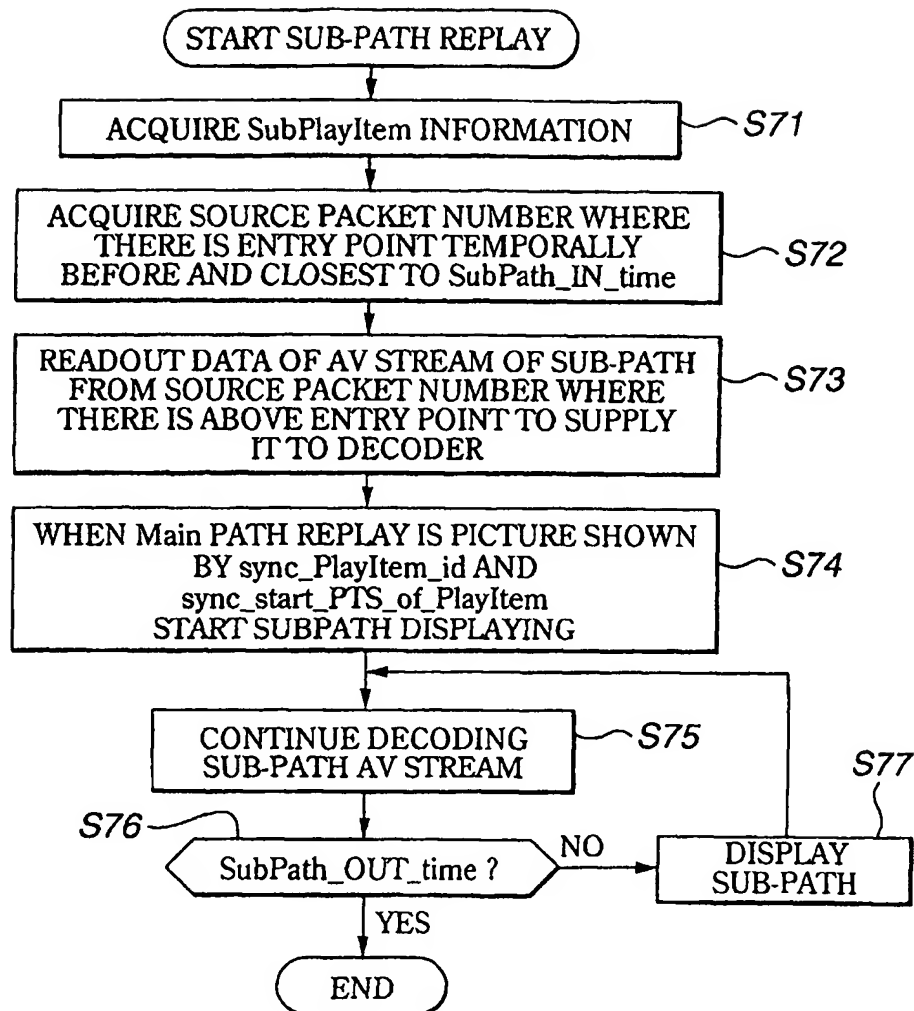 START SUB-PATH REPLAY
ACQUIRE SubPlayItem INFORMATION
S71
ACQUIRE SOURCE PACKET NUMBER WHERE
THERE IS ENTRY POINT TEMPORALLY
BEFORE AND CLOSEST TO SubPath_IN_time
S72
READOUT DATA OF AV STREAM OF SUB-PATH
FROM SOURCE PACKET NUMBER WHERE
THERE IS ABOVE ENTRY POINT TO SUPPLY
IT TO DECODER
S73
WHEN Main PATH REPLAY IS PICTURE SHOWN
BY sync_PlayItem_id AND
sync_start_PTS_of_PlayItem
START SUBPATH DISPLAYING
S74
CONTINUE DECODING
SUB-PATH AV STREAM
S75
S76
SubPath_OUT_time ?
NO
S77
DISPLAY
SUB-PATH
YES
END